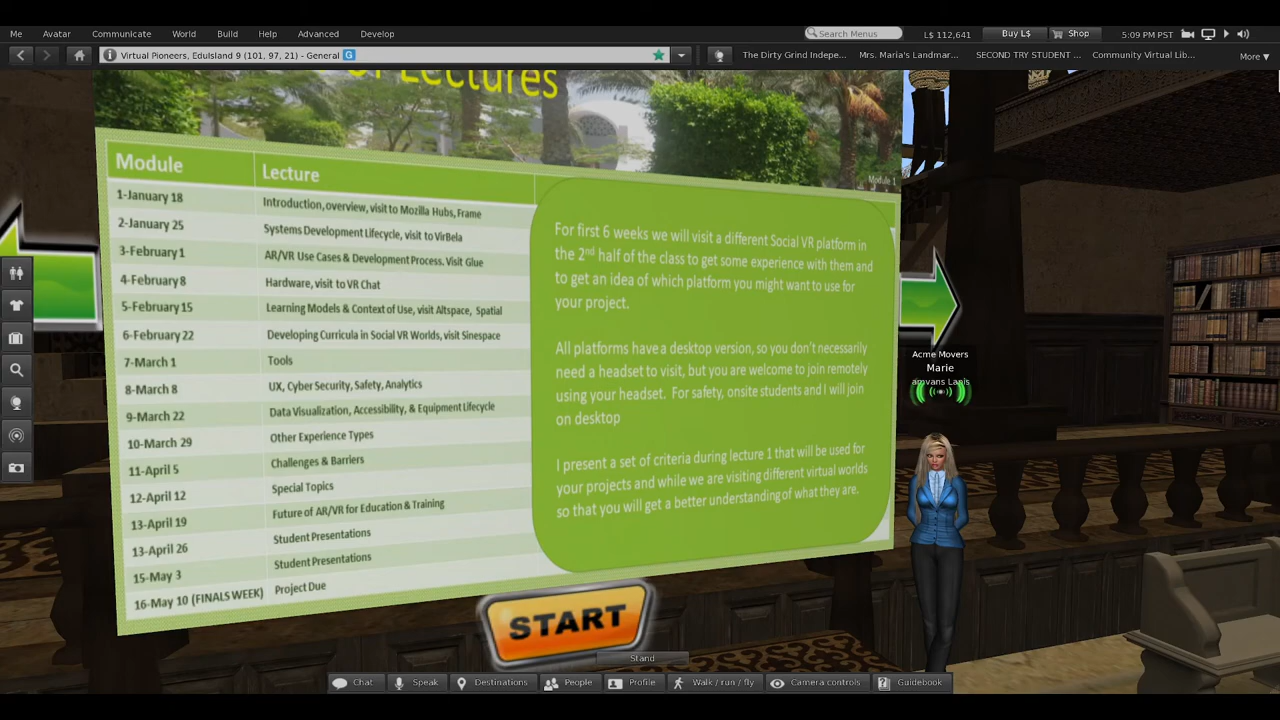 Me Avatar Communicate World Build Help Advanced Develop Search Menus L$ 112,641 Buy L$ Shop 5:09 PM PST
Virtual Pioneers, EduIsland 9 (101, 97, 21) - General G The Dirty Grind Indepe... Mrs. Maria's Landmar... SECOND TRY STUDENT ... Community Virtual Lib... More
of Lectures
Module 1
Module Lecture
1-January 18 Introduction, overview, visit to Mozilla Hubs, Frame
2-January 25 Systems Development Lifecycle, visit to VirBela
3-February 1 AR/VR Use Cases & Development Process. Visit Glue
4-February 8 Hardware, visit to VR Chat
5-February 15 Learning Models & Context of Use, visit Altspace, Spatial
6-February 22 Developing Curricula in Social VR Worlds, visit Sinespace
7-March 1 Tools
8-March 8 UX, Cyber Security, Safety, Analytics
9-March 22 Data Visualization, Accessibility, & Equipment Lifecycle
10-March 29 Other Experience Types
11-April 5 Challenges & Barriers
12-April 12 Special Topics
13-April 19 Future of AR/VR for Education & Training
13-April 26 Student Presentations
15-May 3 Student Presentations
16-May 10 (FINALS WEEK) Project Due
For first 6 weeks we will visit a different Social VR platform in
the 2nd half of the class to get some experience with them and
to get an idea of which platform you might want to use for
your project.
All platforms have a desktop version, so you don't necessarily
need a headset to visit, but you are welcome to join remotely
using your headset. For safety, onsite students and I will join
on desktop
I present a set of criteria during lecture 1 that will be used for
your projects and while we are visiting different virtual worlds
so that you will get a better understanding of what they are.
Acme Movers
Marie
amvans Lapis
START
Stand
Chat Speak Destinations People Profile Walk / run / fly Camera controls Guidebook